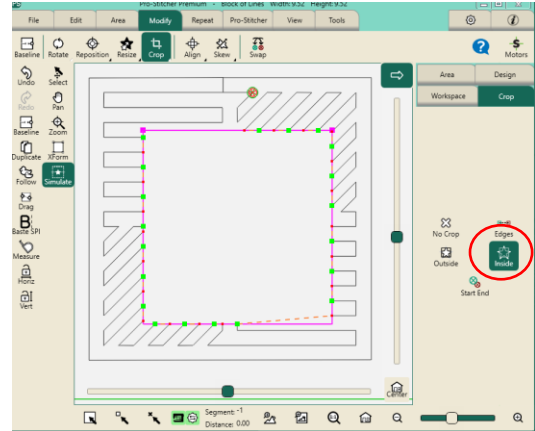 Pro-Stitcher Premium - Block of Lines Width: 9.52 Height: 9.52
File Edit Area Modify Repeat Pro-Stitcher View Tools
Baseline Rotate Reposition Resize Crop Align Skew Swap
? -S- Motors
Undo Select
Redo Pan
Baseline Zoom
Duplicate XForm
Follow Simulate
Drag
B
Baste SPI
Measure
Horiz
Vert
Area Design
Workspace Crop
No Crop Edges
Outside Inside
Start End
Center
Segment: -1
Distance: 0.00